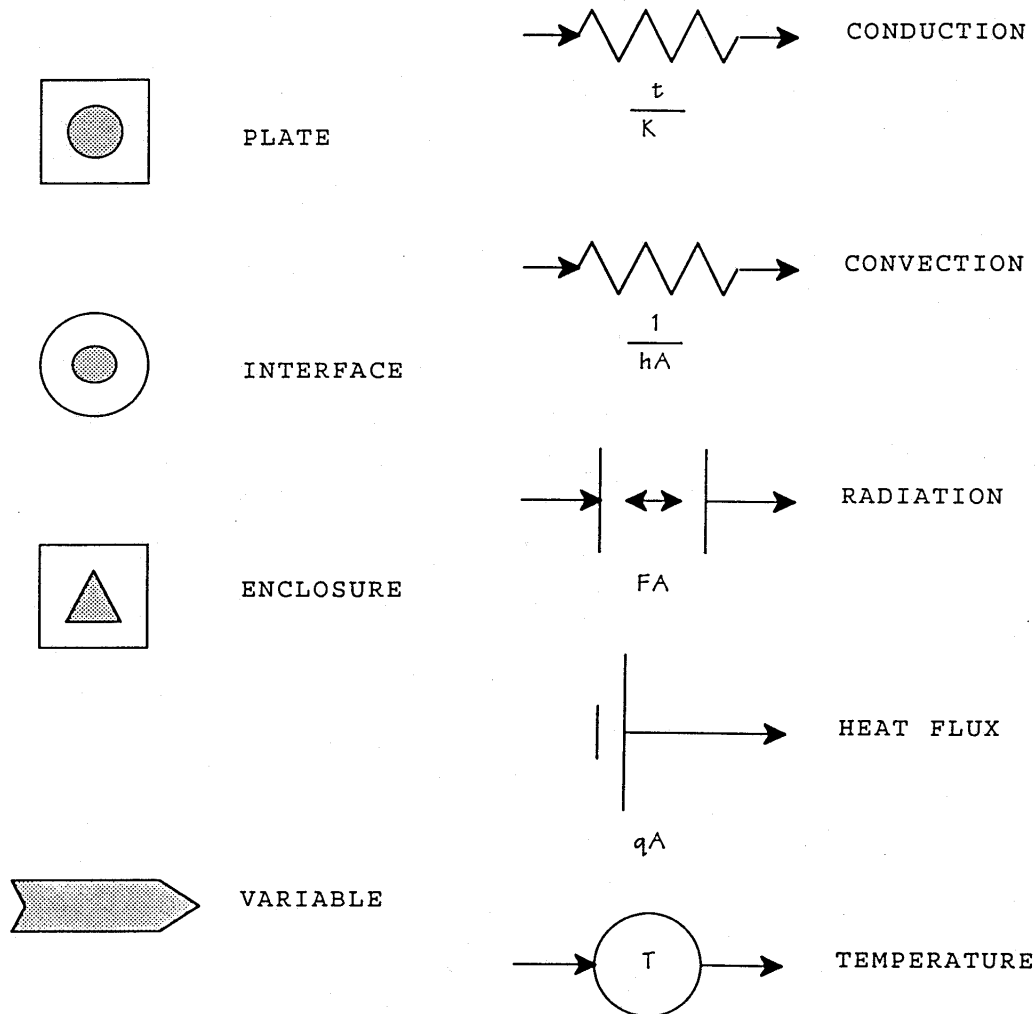 PLATE
INTERFACE
ENCLOSURE
VARIABLE
CONDUCTION
t
K
CONVECTION
1
hA
RADIATION
FA
HEAT FLUX
qA
T
TEMPERATURE